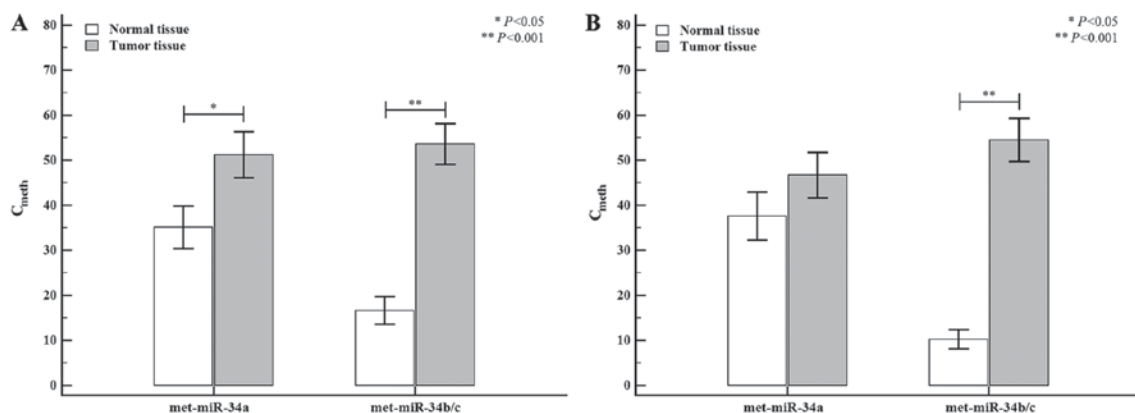 A
80
70
60
50
40
30
20
10
0
C_meth
Normal tissue
Tumor tissue
* P<0.05
** P<0.001
*
**
met-miR-34a
met-miR-34b/c
B
80
70
60
50
40
30
20
10
0
C_meth
Normal tissue
Tumor tissue
* P<0.05
** P<0.001
**
met-miR-34a
met-miR-34b/c